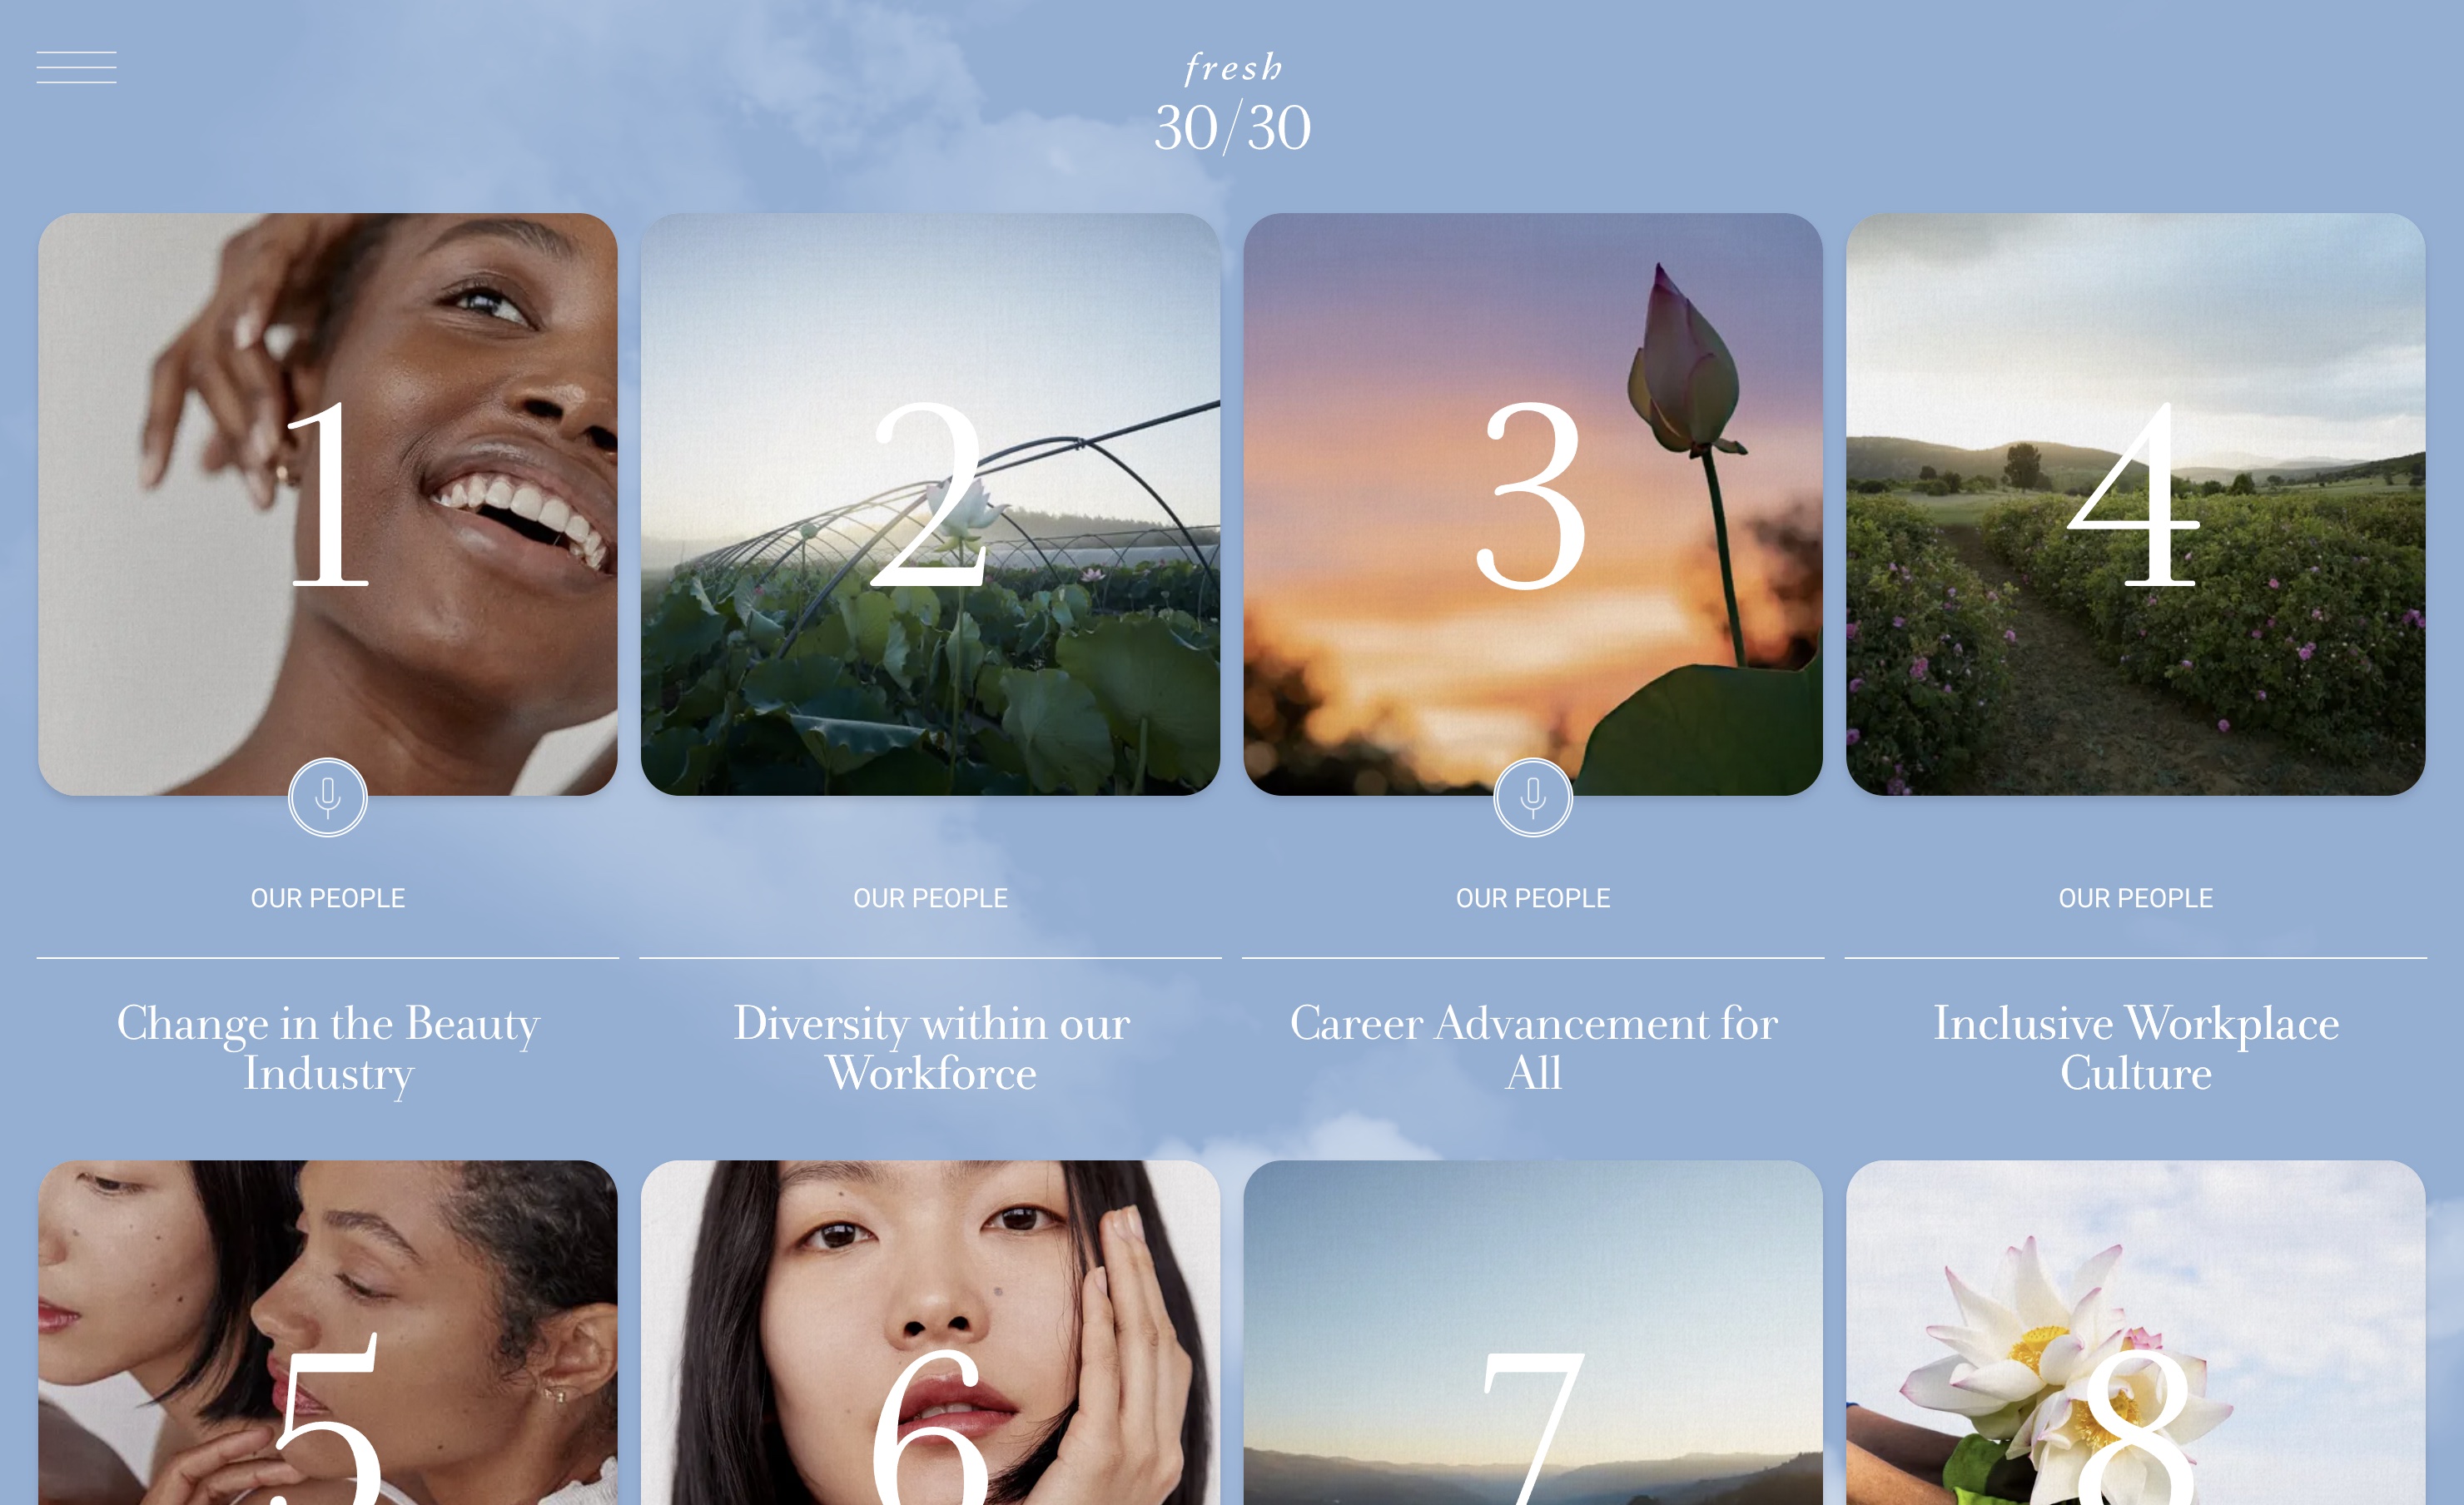 fresh
30/30
1
2
3
4
OUR PEOPLE
OUR PEOPLE
OUR PEOPLE
OUR PEOPLE
Change in the Beauty
Industry
Diversity within our
Workforce
Career Advancement for
All
Inclusive Workplace
Culture
5
6
7
8